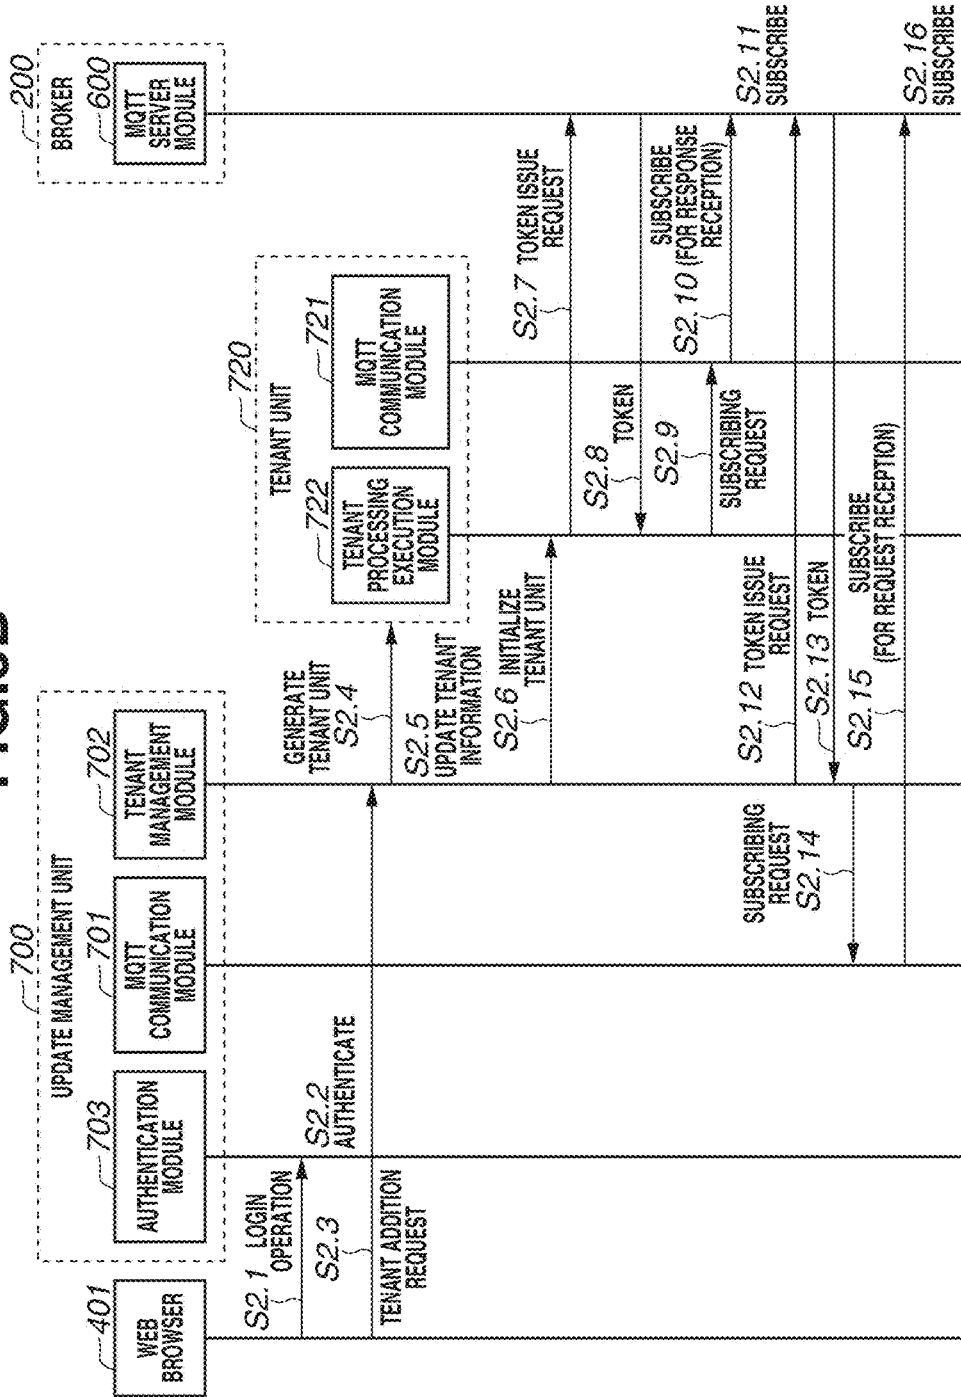 700
UPDATE MANAGEMENT UNIT
401
WEB
BROWSER
703
AUTHENTICATION
MODULE
701
MQTT
COMMUNICATION
MODULE
702
TENANT
MANAGEMENT
MODULE
720
TENANT UNIT
722
TENANT
PROCESSING
EXECUTION
MODULE
721
MQTT
COMMUNICATION
MODULE
200
BROKER
600
MQTT
SERVER
MODULE
S2.1 LOGIN
OPERATION
S2.2
AUTHENTICATE
S2.3
TENANT ADDITION
REQUEST
GENERATE
TENANT UNIT
S2.4
S2.5
UPDATE TENANT
INFORMATION
S2.6 INITIALIZE
TENANT UNIT
S2.7 TOKEN ISSUE
REQUEST
S2.8 TOKEN
S2.9
SUBSCRIBING
REQUEST
SUBSCRIBE
S2.10 (FOR RESPONSE
RECEPTION)
S2.11
SUBSCRIBE
S2.12 TOKEN ISSUE
REQUEST
S2.13 TOKEN
SUBSCRIBING
REQUEST
S2.14
S2.15 SUBSCRIBE
(FOR REQUEST RECEPTION)
S2.16
SUBSCRIBE